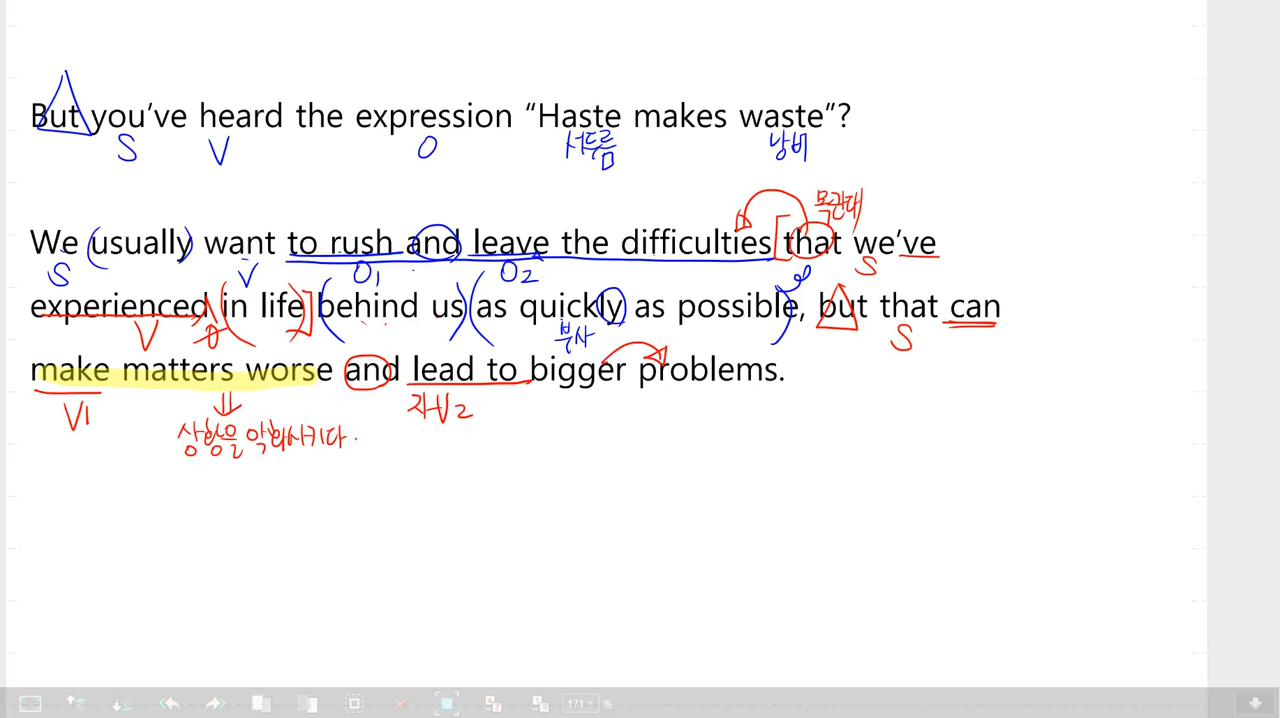 But you’ve heard the expression “Haste makes waste”?
S V O 서두름 낭비
목관대
We usually want to rush and leave the difficulties that we’ve
S V O1 O2 S
experienced in life behind us as quickly as possible, but that can
V 부사 S
make matters worse and lead to bigger problems.
V1 자V2
상황을 악화시키다.
171 %